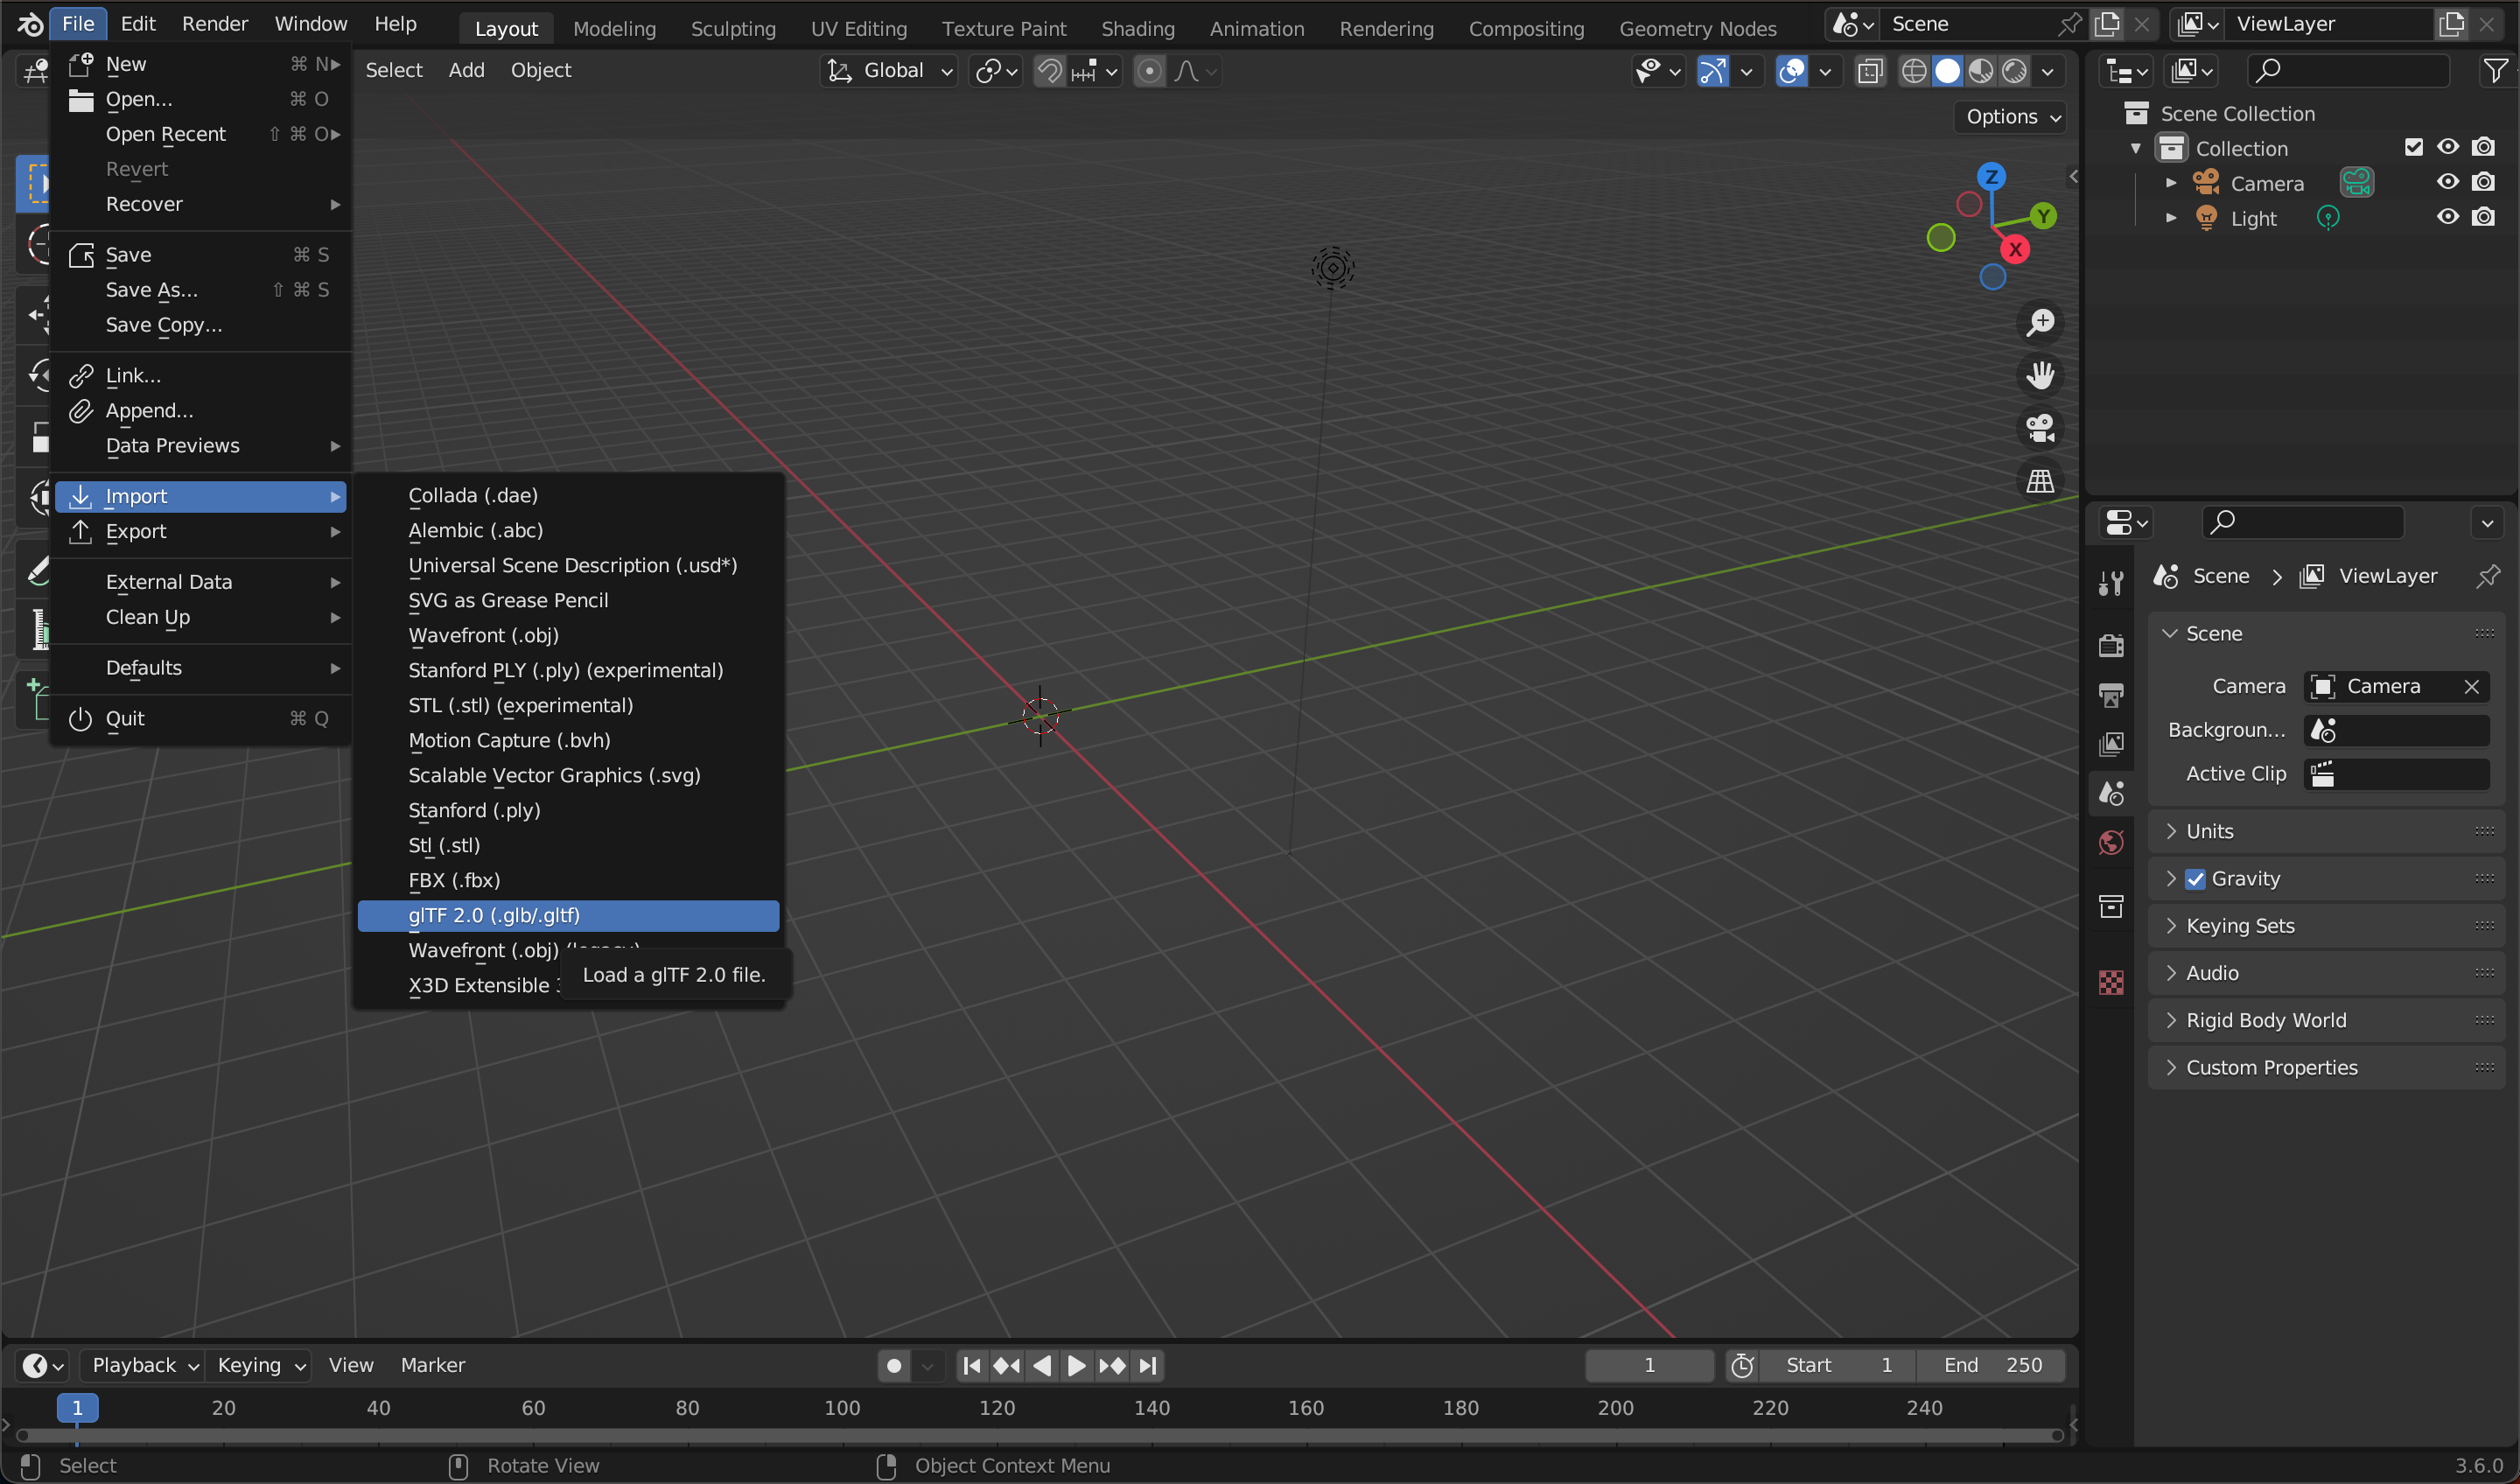 File Edit Render Window Help Layout Modeling Sculpting UV Editing Texture Paint Shading Animation Rendering Compositing Geometry Nodes Scene ViewLayer
Select Add Object Global
Options
New ⌘ N
Open... ⌘ O
Open Recent ⇧ ⌘ O
Revert
Recover
Save ⌘ S
Save As... ⇧ ⌘ S
Save Copy...
Link...
Append...
Data Previews
Import
Export
External Data
Clean Up
Defaults
Quit ⌘ Q
Collada (.dae)
Alembic (.abc)
Universal Scene Description (.usd*)
SVG as Grease Pencil
Wavefront (.obj)
Stanford PLY (.ply) (experimental)
STL (.stl) (experimental)
Motion Capture (.bvh)
Scalable Vector Graphics (.svg)
Stanford (.ply)
Stl (.stl)
FBX (.fbx)
glTF 2.0 (.glb/.gltf)
Wavefront (.obj)
X3D Extensible
Load a glTF 2.0 file.
Z
Y
X
Scene Collection
Collection
Camera
Light
Scene ViewLayer
Scene
Camera Camera
Backgroun...
Active Clip
Units
Gravity
Keying Sets
Audio
Rigid Body World
Custom Properties
Playback Keying View Marker 1 Start 1 End 250
1 20 40 60 80 100 120 140 160 180 200 220 240
Select Rotate View Object Context Menu 3.6.0